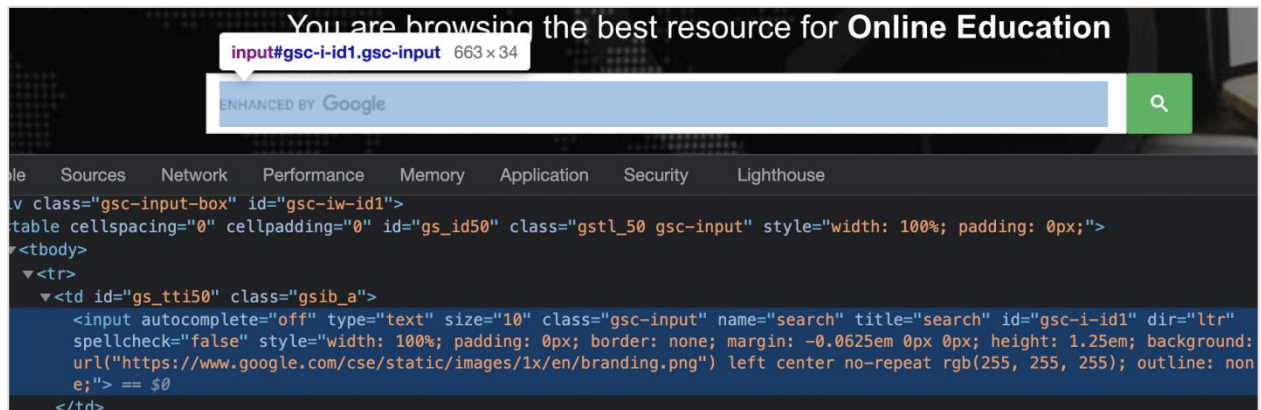 You are browsing the best resource for Online Education
input#gsc-i-id1.gsc-input 663 × 34
ENHANCED BY Google
ole Sources Network Performance Memory Application Security Lighthouse
iv class="gsc-input-box" id="gsc-iw-id1">
table cellspacing="0" cellpadding="0" id="gs_id50" class="gstl_50 gsc-input" style="width: 100%; padding: 0px;">
▼<tbody>
▼<tr>
▼<td id="gs_tti50" class="gsib_a">
<input autocomplete="off" type="text" size="10" class="gsc-input" name="search" title="search" id="gsc-i-id1" dir="ltr"
spellcheck="false" style="width: 100%; padding: 0px; border: none; margin: -0.0625em 0px 0px; height: 1.25em; background:
url("https://www.google.com/cse/static/images/1x/en/branding.png") left center no-repeat rgb(255, 255, 255); outline: non
e;"> == $0
</td>